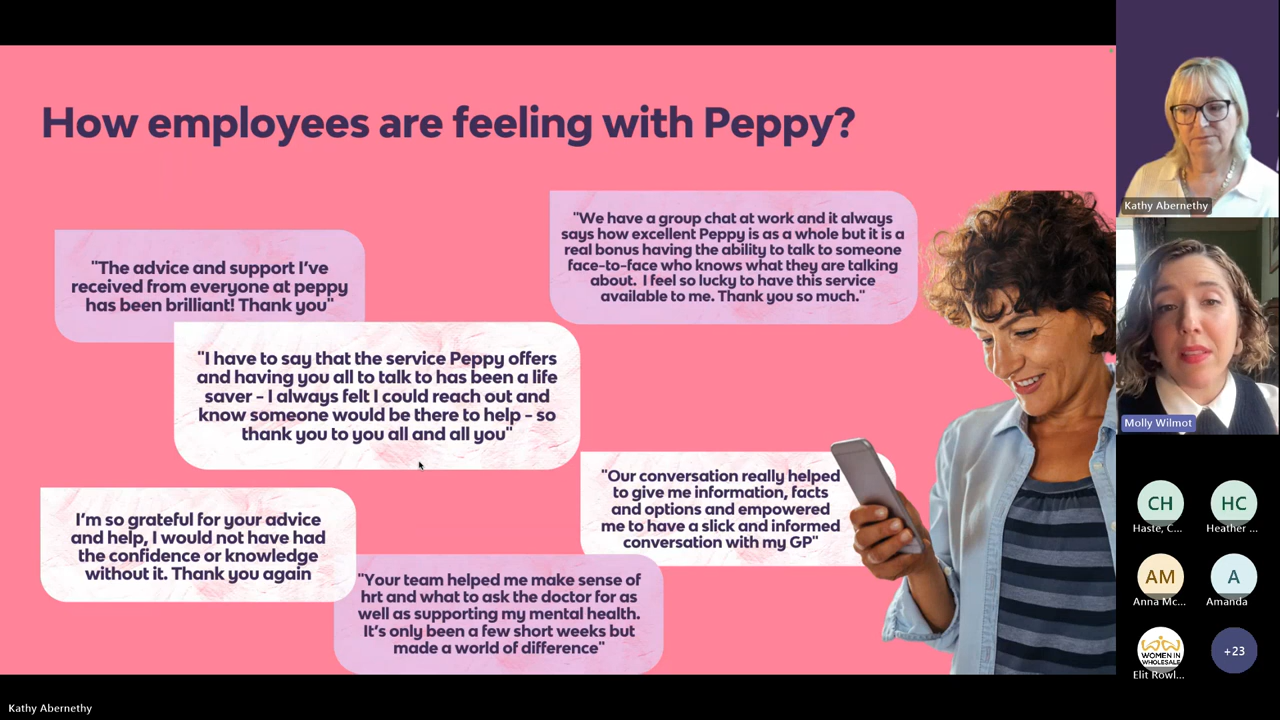 How employees are feeling with Peppy?
"The advice and support I've
received from everyone at peppy
has been brilliant! Thank you"
"We have a group chat at work and it always
says how excellent Peppy is as a whole but it is a
real bonus having the ability to talk to someone
face-to-face who knows what they are talking
about. I feel so lucky to have this service
available to me. Thank you so much."
"I have to say that the service Peppy offers
and having you all to talk to has been a life
saver - I always felt I could reach out and
know someone would be there to help - so
thank you to you all and all you"
"Our conversation really helped
to give me information, facts
and options and empowered
me to have a slick and informed
conversation with my GP"
I'm so grateful for your advice
and help, I would not have had
the confidence or knowledge
without it. Thank you again
"Your team helped me make sense of
hrt and what to ask the doctor for as
well as supporting my mental health.
It's only been a few short weeks but
made a world of difference"
Kathy Abernethy
Molly Wilmot
CH
Haste, C...
HC
Heather ...
AM
Anna Mc...
A
Amanda
WOMEN IN
WHOLESALE
Elit Rowl...
+23
Kathy Abernethy